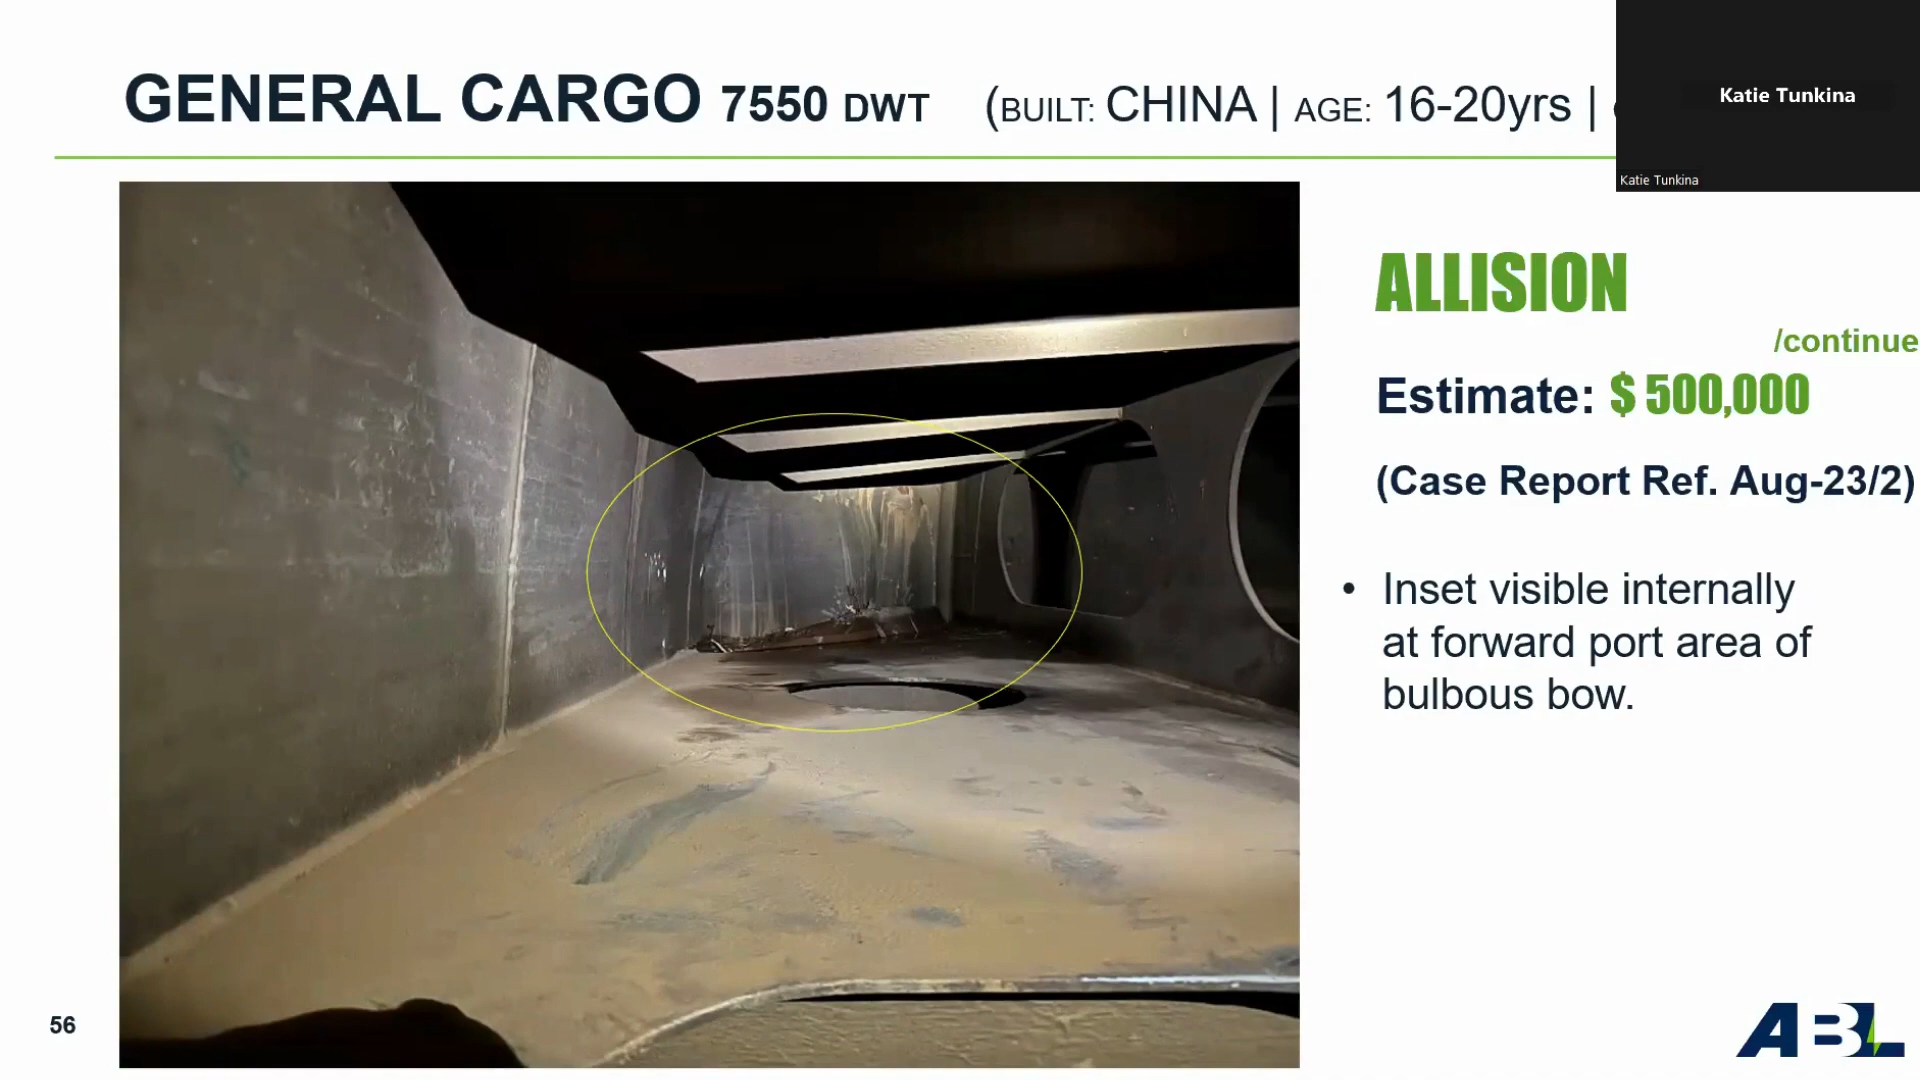 GENERAL CARGO 7550 DWT (BUILT: CHINA | AGE: 16-20yrs |
Katie Tunkina
Katie Tunkina
ALLISION
/continue
Estimate: $ 500,000
(Case Report Ref. Aug-23/2)
• Inset visible internally
at forward port area of
bulbous bow.
56
ABL